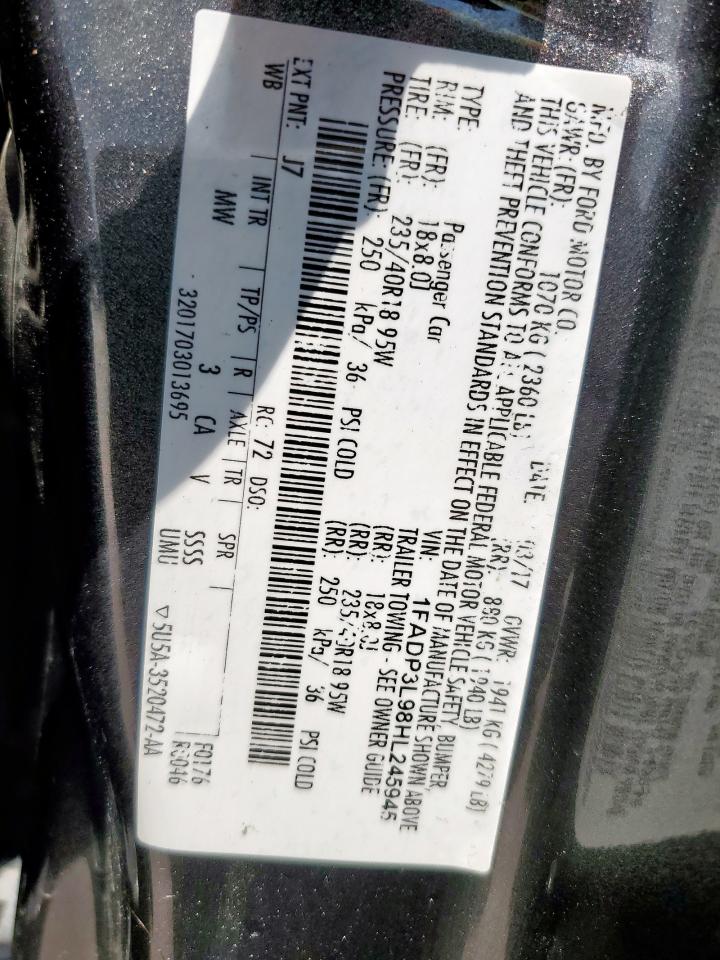 MFD. BY FORD MOTOR CO. DATE: 03/17 GVWR: 1941 KG ( 4279 LB)
GAWR: (FR): 1070 KG ( 2360 LB) (RR): 880 KG ( 1940 LB)
THIS VEHICLE CONFORMS TO ALL APPLICABLE FEDERAL MOTOR VEHICLE SAFETY, BUMPER,
AND THEFT PREVENTION STANDARDS IN EFFECT ON THE DATE OF MANUFACTURE SHOWN ABOVE
VIN: 1FADP3L98HL245945
TYPE: Passenger Car TRAILER TOWING - SEE OWNER GUIDE
RIM: (FR): 18x8.0J (RR): 18x8.0J
TIRE: (FR): 235/40R18 95W (RR): 235/40R18 95W
PRESSURE: (FR): 250 kPa/ 36 PSI COLD (RR): 250 kPa/ 36 PSI COLD
EXT PNT: J7 RC: 72 DSO:
WB INT TR TP/PS R AXLE TR SPR
MW 3 CA V SSSS
3201703013695 UMU
▽5U5A-3520472-AA